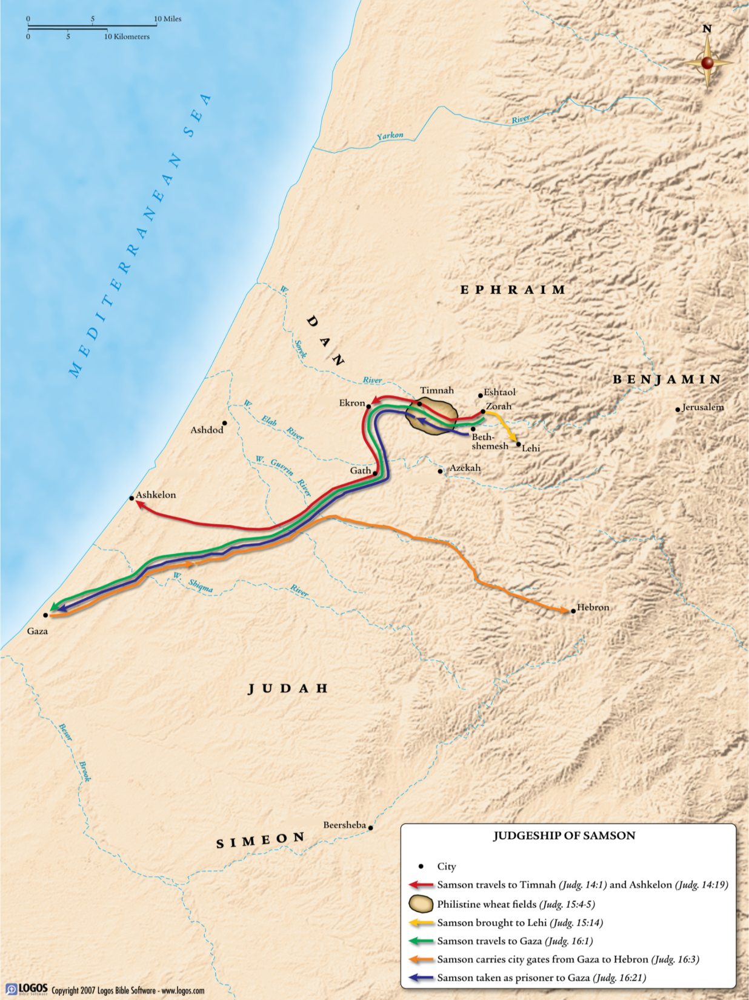 0 5 10 Miles
0 5 10 Kilometers
N
MEDITERRANEAN SEA
Yarkon River
EPHRAIM
DAN
W. Sorek River
BENJAMIN
Timnah
Eshtaol
Zorah
Ekron
Jerusalem
Ashdod
W. Elah River
Beth-
shemesh
Lehi
W. Guvrin River
Gath
Azekah
Ashkelon
W. Shiqma River
Hebron
Gaza
JUDAH
Besor Brook
Beersheba
SIMEON
JUDGESHIP OF SAMSON
City
Samson travels to Timnah (Judg. 14:1) and Ashkelon (Judg. 14:19)
Philistine wheat fields (Judg. 15:4-5)
Samson brought to Lehi (Judg. 15:14)
Samson travels to Gaza (Judg. 16:1)
Samson carries city gates from Gaza to Hebron (Judg. 16:3)
Samson taken as prisoner to Gaza (Judg. 16:21)
LOGOS
Bible Software
Copyright 2007 Logos Bible Software - www.logos.com